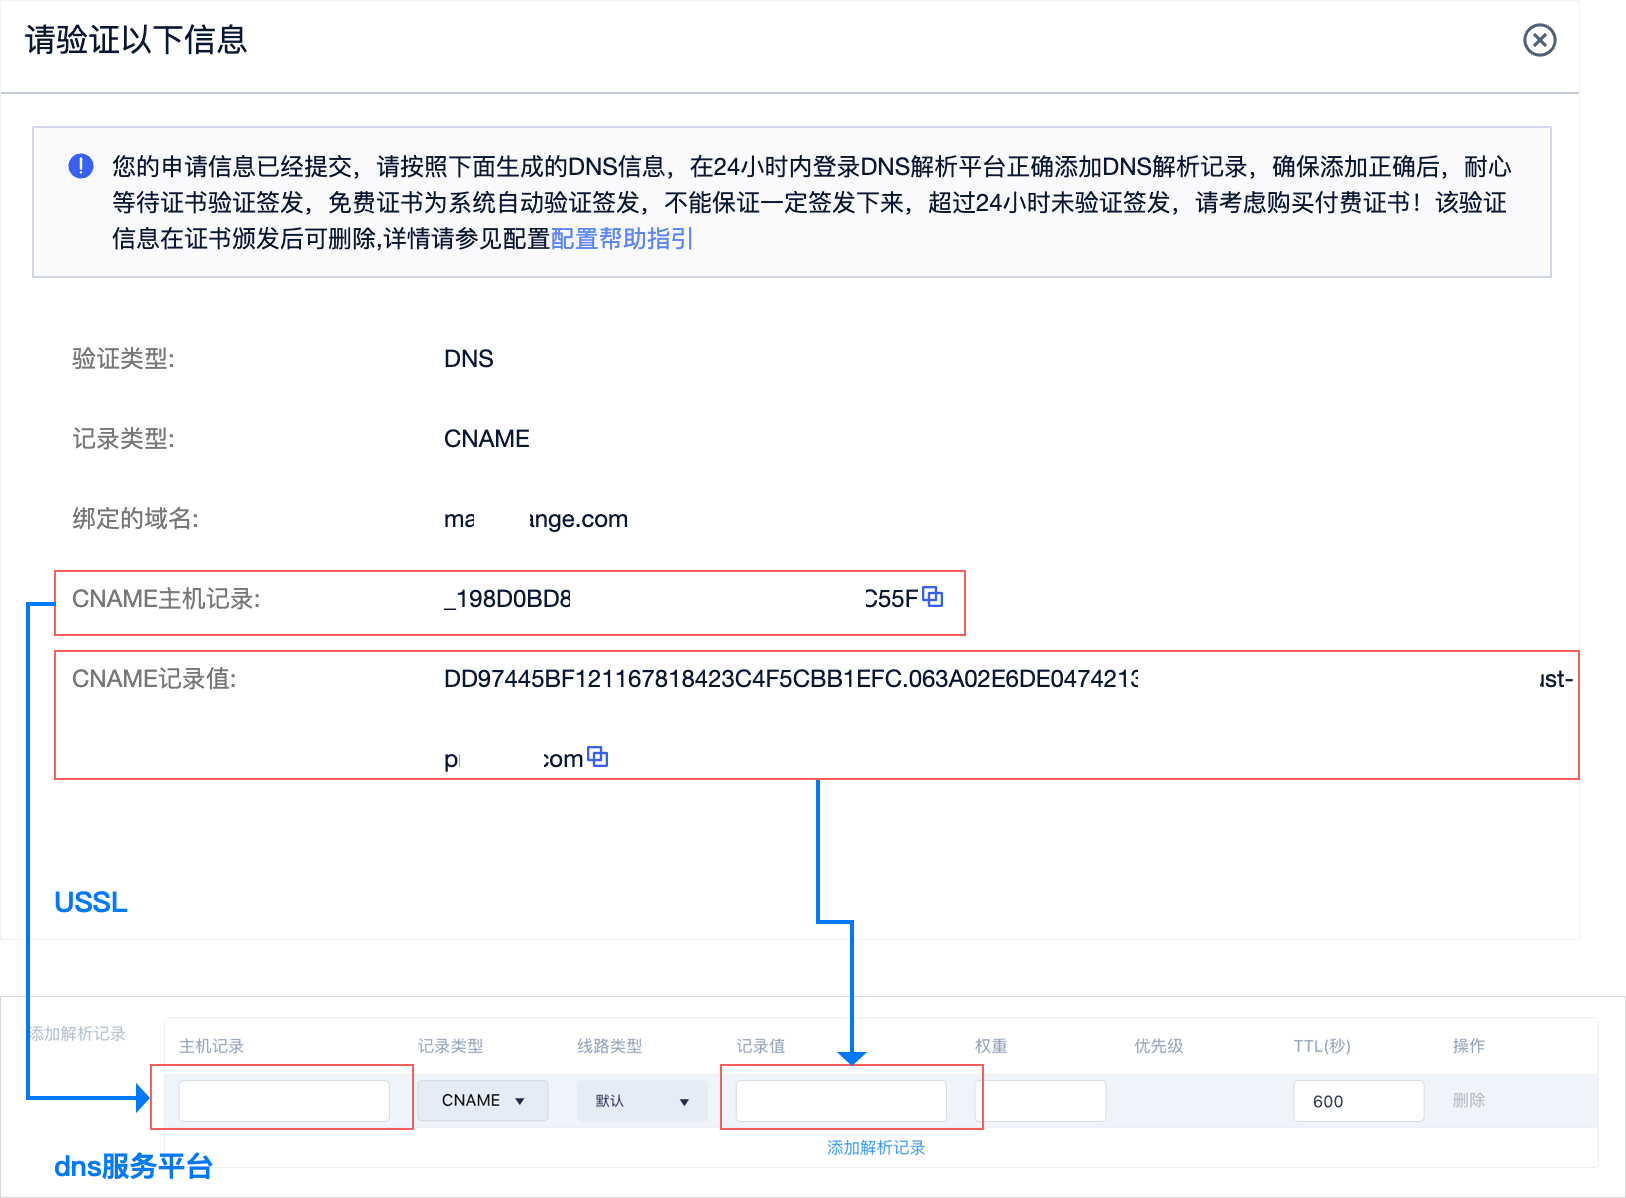 请验证以下信息
您的申请信息已经提交，请按照下面生成的DNS信息，在24小时内登录DNS解析平台正确添加DNS解析记录，确保添加正确后，耐心
等待证书验证签发，免费证书为系统自动验证签发，不能保证一定签发下来，超过24小时未验证签发，请考虑购买付费证书！该验证
信息在证书颁发后可删除,详情请参见配置配置帮助指引
验证类型: DNS
记录类型: CNAME
绑定的域名: ma ange.com
CNAME主机记录: _198D0BD8 C55F
CNAME记录值: DD97445BF121167818423C4F5CBB1EFC.063A02E6DE0474213 ust-
p com
USSL
添加解析记录
主机记录 记录类型 线路类型 记录值 权重 优先级 TTL(秒) 操作
CNAME 默认 600 删除
添加解析记录
dns服务平台